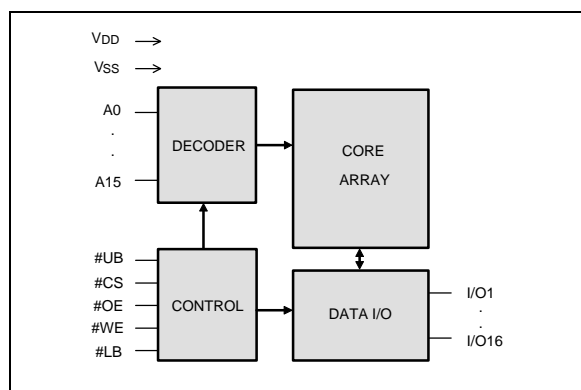 VDD
VSS
A0
.
.
A15
DECODER
CORE
ARRAY
#UB
#CS
#OE
#WE
#LB
CONTROL
DATA I/O
I/O1
.
.
I/O16